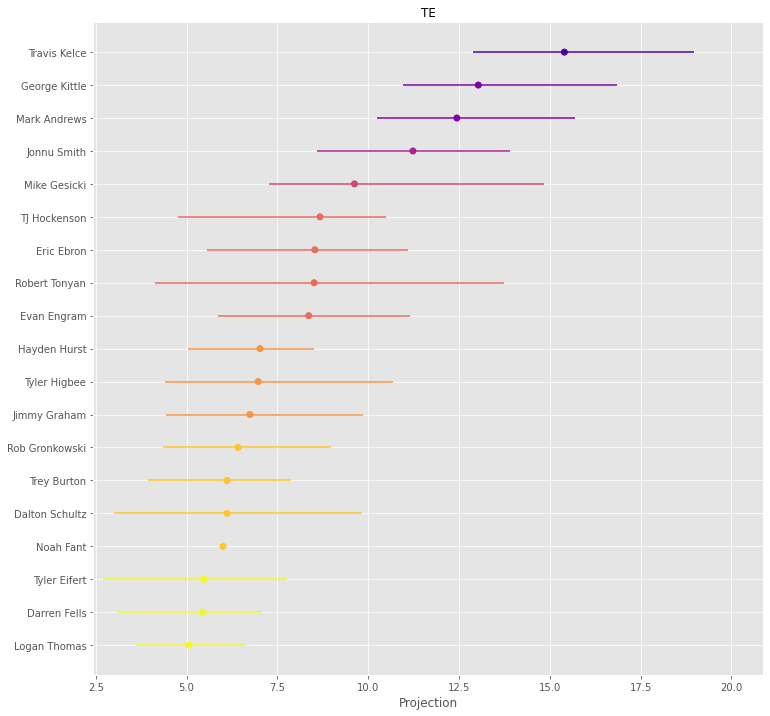 TE
Travis Kelce
George Kittle
Mark Andrews
Jonnu Smith
Mike Gesicki
TJ Hockenson
Eric Ebron
Robert Tonyan
Evan Engram
Hayden Hurst
Tyler Higbee
Jimmy Graham
Rob Gronkowski
Trey Burton
Dalton Schultz
Noah Fant
Tyler Eifert
Darren Fells
Logan Thomas
2.5 5.0 7.5 10.0 12.5 15.0 17.5 20.0
Projection